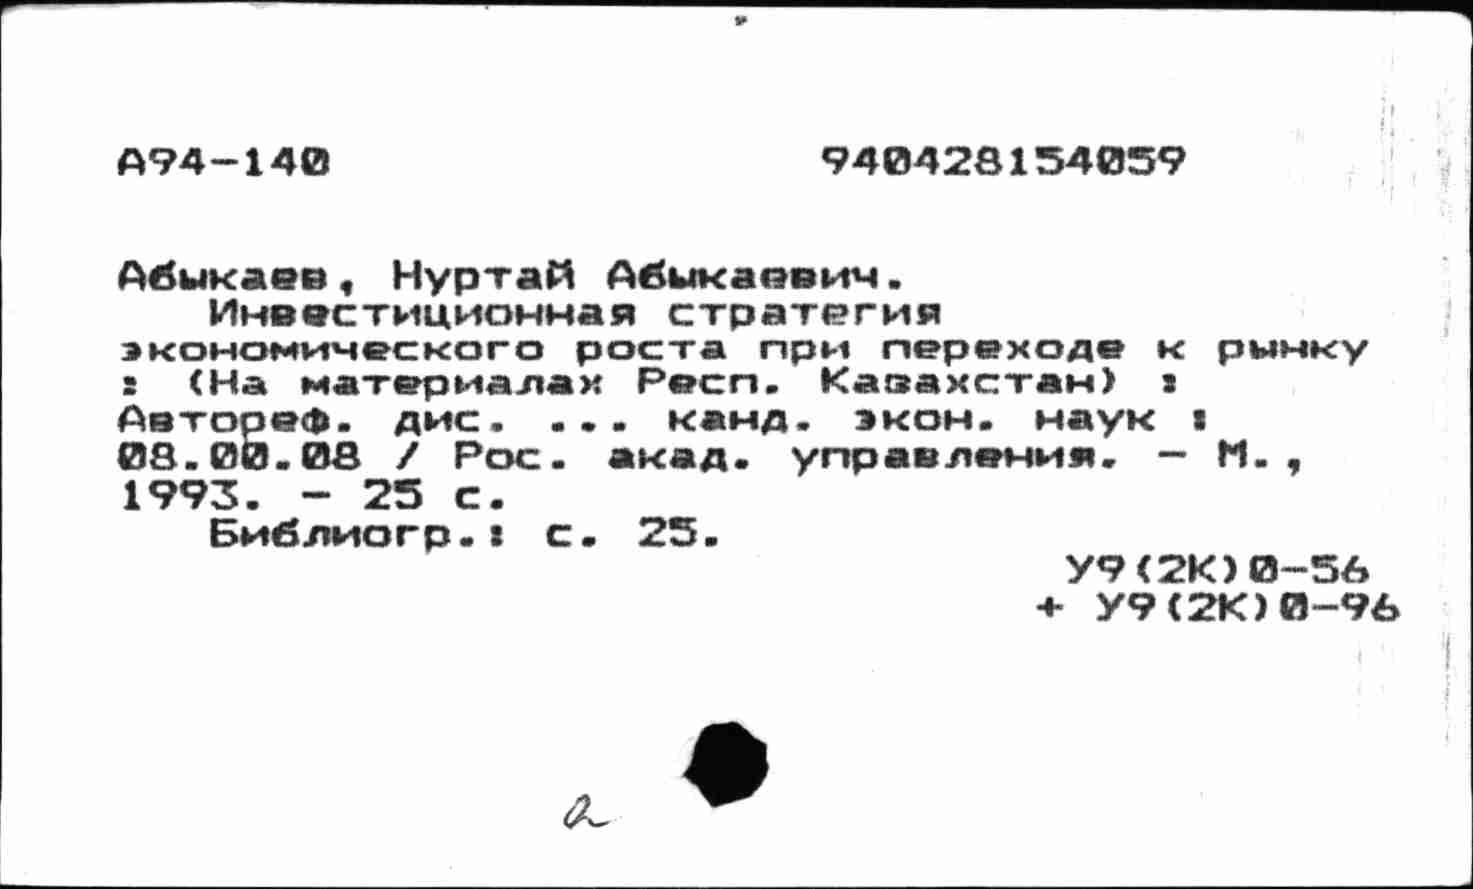 А94-140 940428154059
Абыкаев, Нуртай Абыкаевич.
Инвестиционная стратегия
экономического роста при переходе к рынку
: (На материалах Респ. Казахстан) :
Автореф. дис. ... канд. экон. наук :
08.00.08 / Рос. акад. управления. - М.,
1993. - 25 с.
Библиогр.: с. 25.
У9(2К)0-56
+ У9(2К)0-96
а